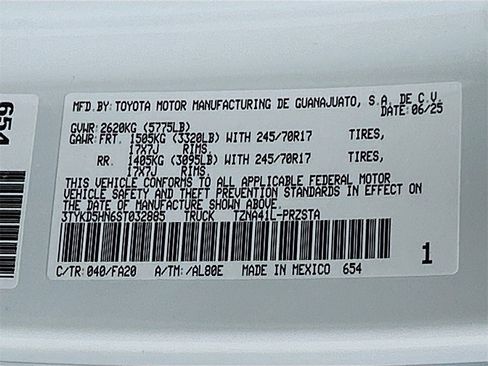 MFD.BY: TOYOTA MOTOR MANUFACTURING DE GUANAJUATO, S.A. DE C.V.
DATE: 06/25
GVWR: 2620KG (5775LB)
GAWR: FRT. 1505KG (3320LB) WITH 245/70R17 TIRES,
17X7J RIMS,
RR. 1405KG (3095LB) WITH 245/70R17 TIRES,
17X7J RIMS,
THIS VEHICLE CONFORMS TO ALL APPLICABLE FEDERAL MOTOR
VEHICLE SAFETY AND THEFT PREVENTION STANDARDS IN EFFECT ON
THE DATE OF MANUFACTURE SHOWN ABOVE.
3TYKD5HN6ST032885 TRUCK TZNA41L-PRZSTA
C/TR: 040/FA20 A/TM: /AL80E MADE IN MEXICO 654
1
654